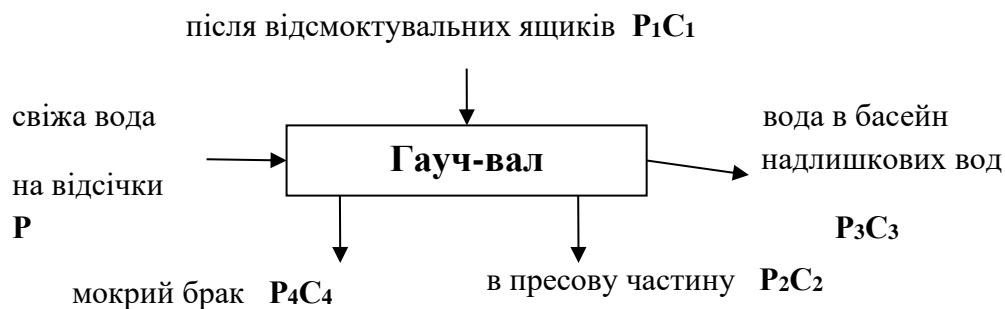 після відсмоктувальних ящиків P₁C₁
свіжа вода
на відсічки
P
Гауч-вал
вода в басейн
надлишкових вод
P₃C₃
мокрий брак P₄C₄
в пресову частину P₂C₂